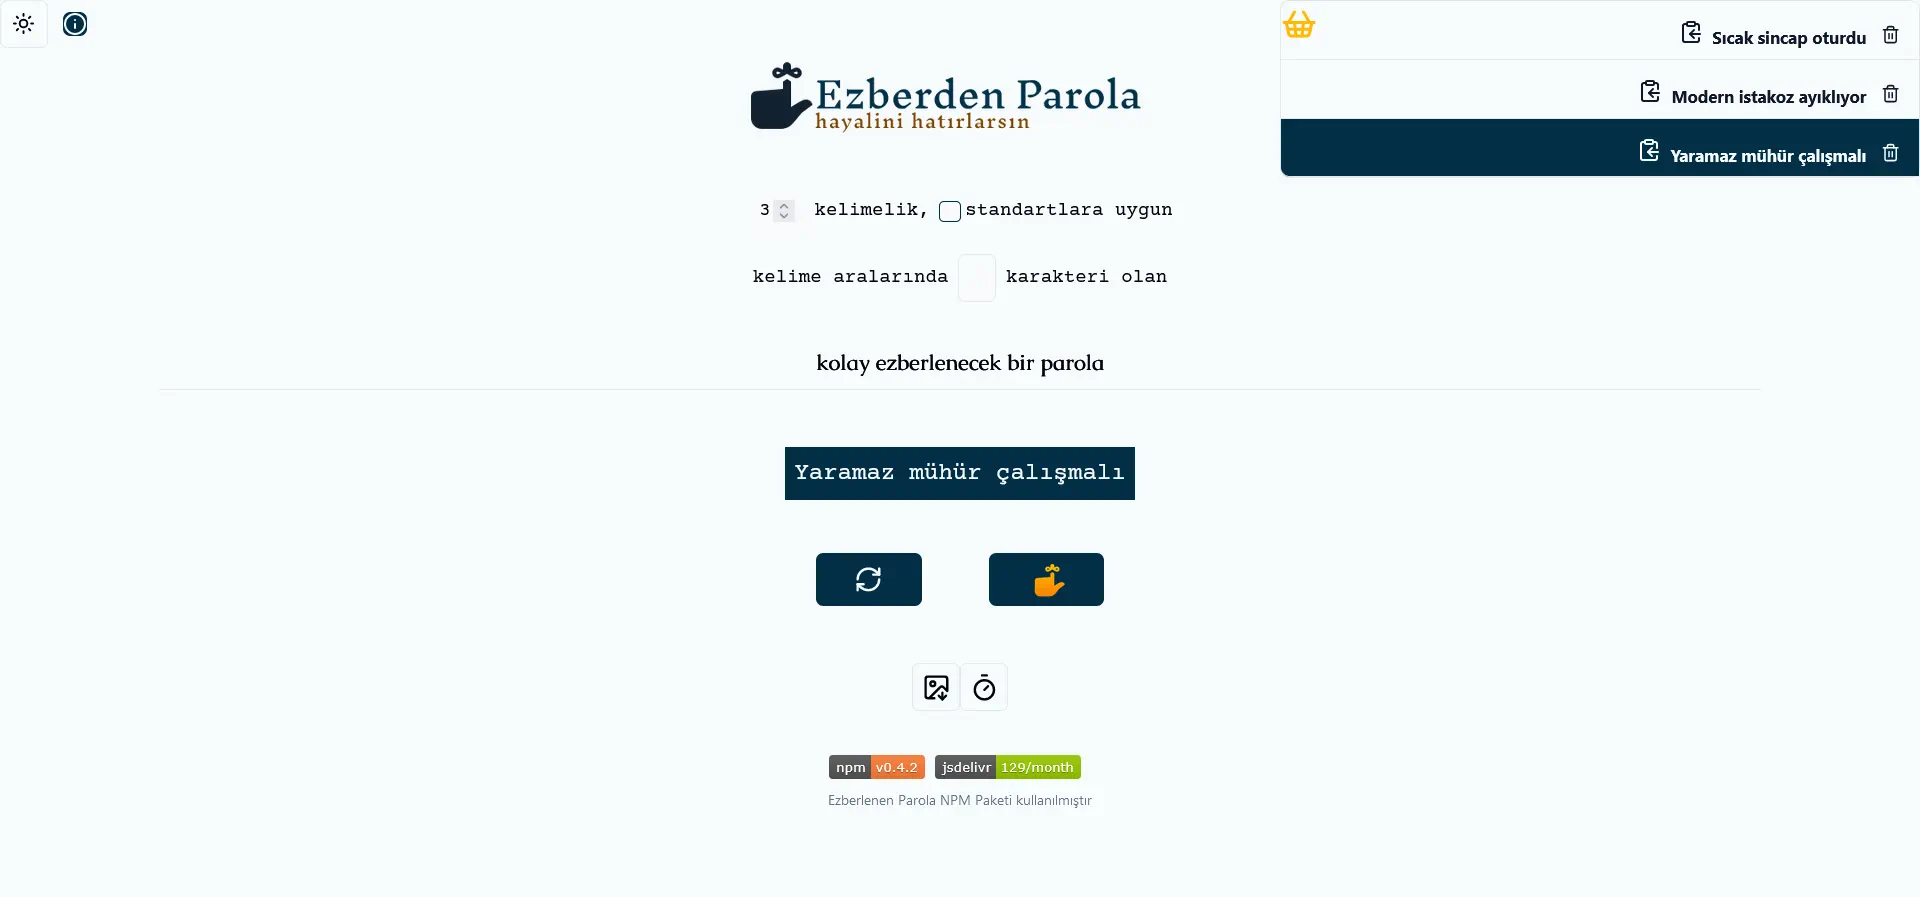 Sıcak sincap oturdu
Modern istakoz ayıklıyor
Yaramaz mühür çalışmalı
Ezberden Parola
hayalini hatırlarsın
3 kelimelik, standartlara uygun
kelime aralarında karakteri olan
kolay ezberlenecek bir parola
Yaramaz mühür çalışmalı
npm v0.4.2 jsdelivr 129/month
Ezberlenen Parola NPM Paketi kullanılmıştır